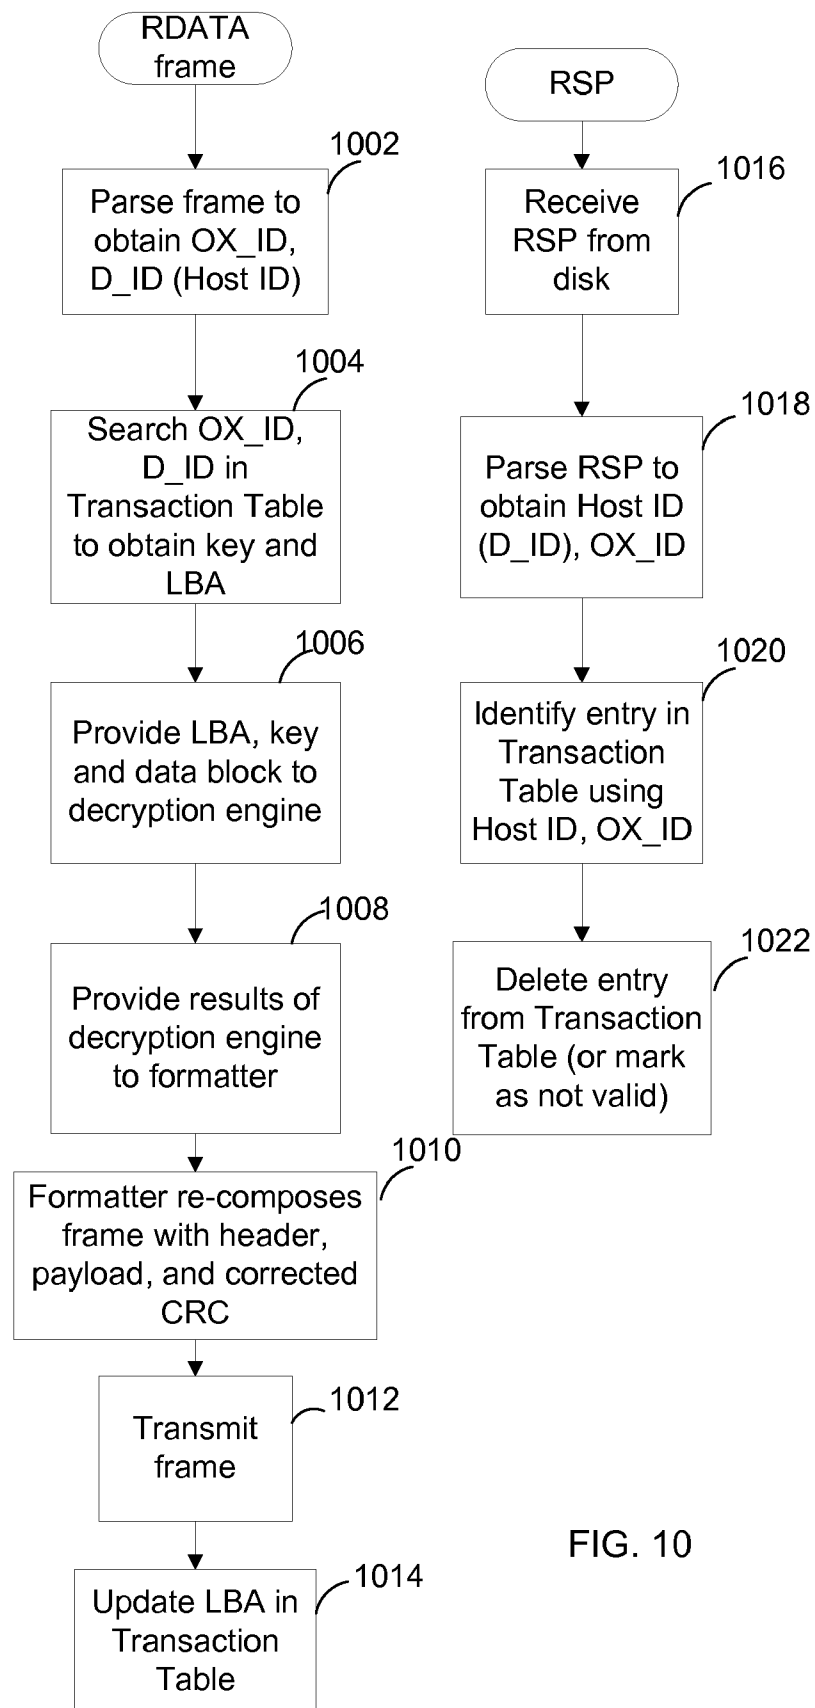 RDATA
frame
1002
Parse frame to
obtain OX_ID,
D_ID (Host ID)
1004
Search OX_ID,
D_ID in
Transaction Table
to obtain key and
LBA
1006
Provide LBA, key
and data block to
decryption engine
1008
Provide results of
decryption engine
to formatter
1010
Formatter re-composes
frame with header,
payload, and corrected
CRC
1012
Transmit
frame
1014
Update LBA in
Transaction
Table
RSP
1016
Receive
RSP from
disk
1018
Parse RSP to
obtain Host ID
(D_ID), OX_ID
1020
Identify entry in
Transaction
Table using
Host ID, OX_ID
1022
Delete entry
from Transaction
Table (or mark
as not valid)
FIG. 10